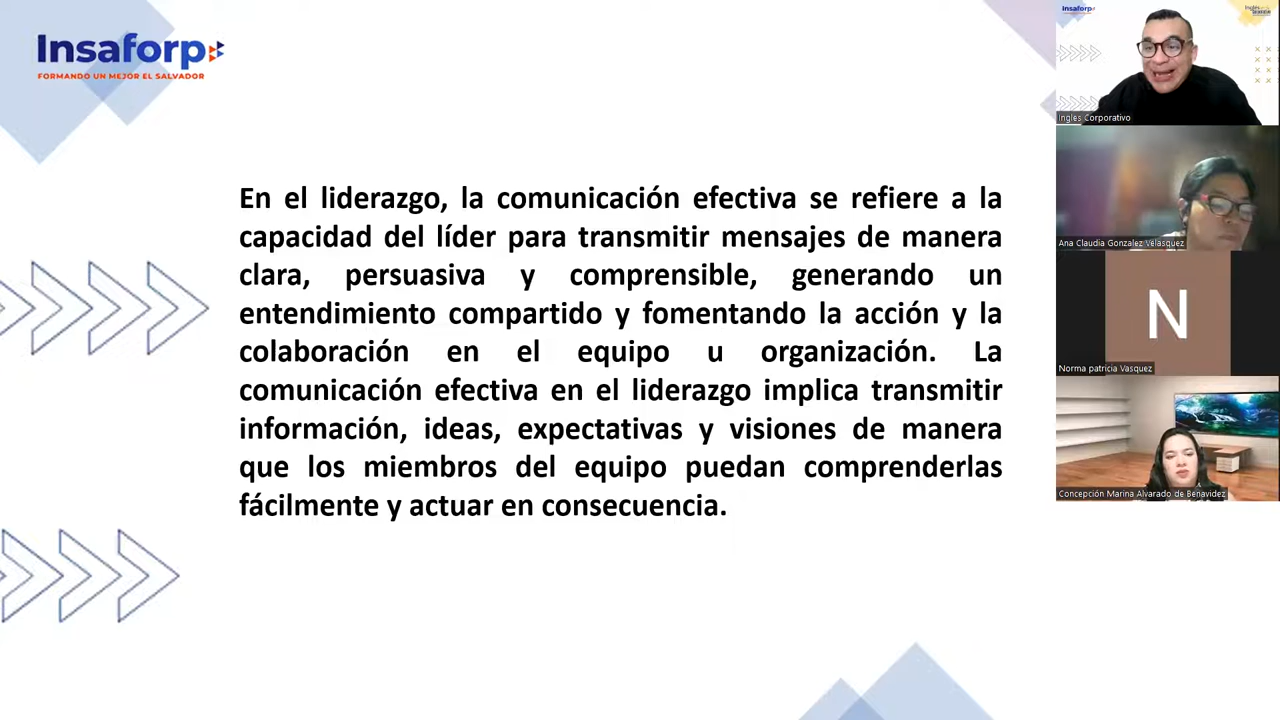 Insaforp
FORMANDO UN MEJOR EL SALVADOR
En el liderazgo, la comunicación efectiva se refiere a la
capacidad del líder para transmitir mensajes de manera
clara, persuasiva y comprensible, generando un
entendimiento compartido y fomentando la acción y la
colaboración en el equipo u organización. La
comunicación efectiva en el liderazgo implica transmitir
información, ideas, expectativas y visiones de manera
que los miembros del equipo puedan comprenderlas
fácilmente y actuar en consecuencia.
Insaforp
Ingles Corporativo
Ana Claudia Gonzalez Velasquez
N
Norma patricia Vasquez
Concepción Marina Alvarado de Benavidez